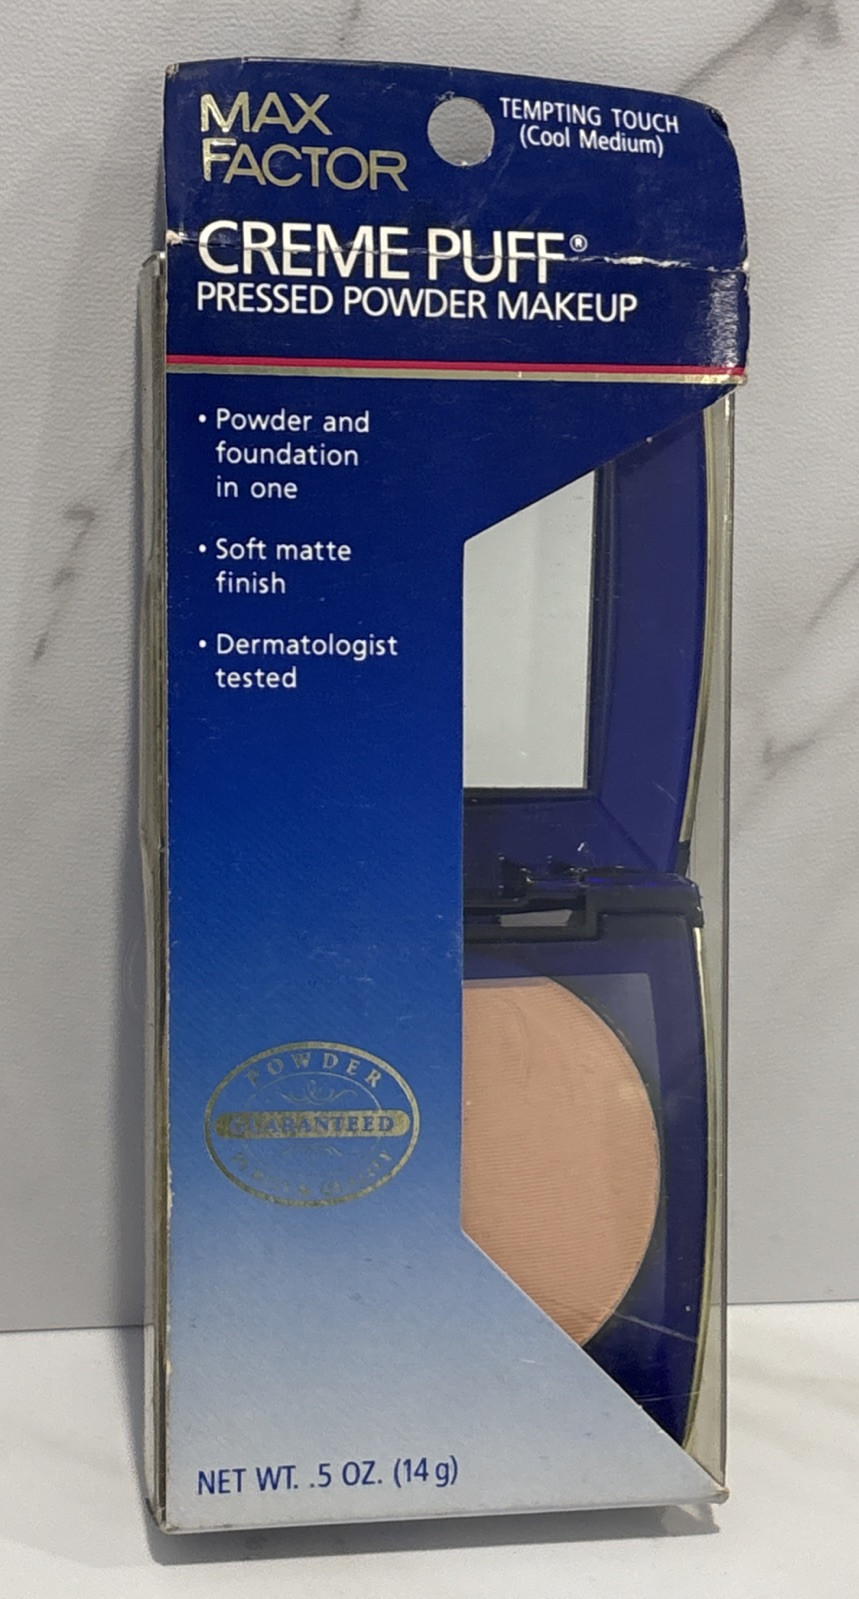 MAX
FACTOR
TEMPTING TOUCH
(Cool Medium)
CREME PUFF®
PRESSED POWDER MAKEUP
• Powder and
foundation
in one
• Soft matte
finish
• Dermatologist
tested
POWDER
GUARANTEED
NET WT. .5 OZ. (14 g)